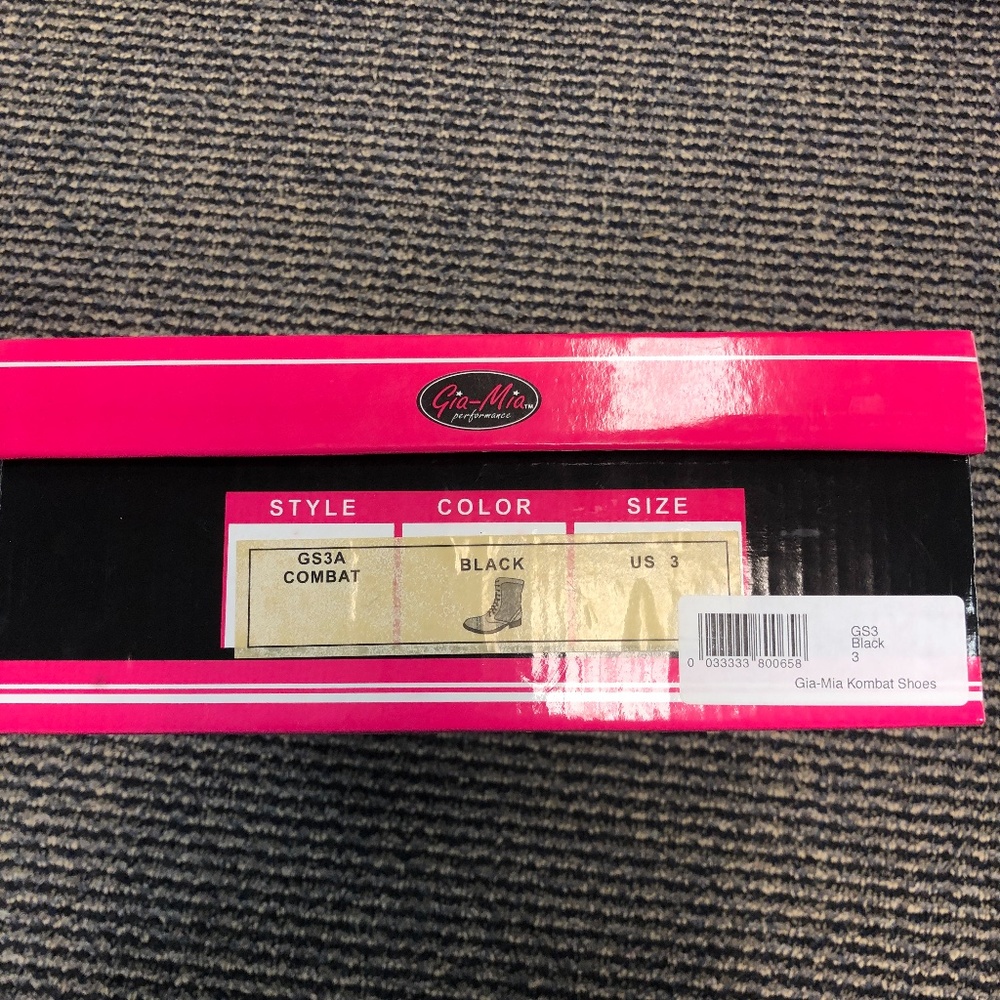 Gia-Mia™
performance
STYLE COLOR SIZE
GS3A COMBAT
BLACK
US 3
0 033333 800658
GS3
Black
3
Gia-Mia Kombat Shoes